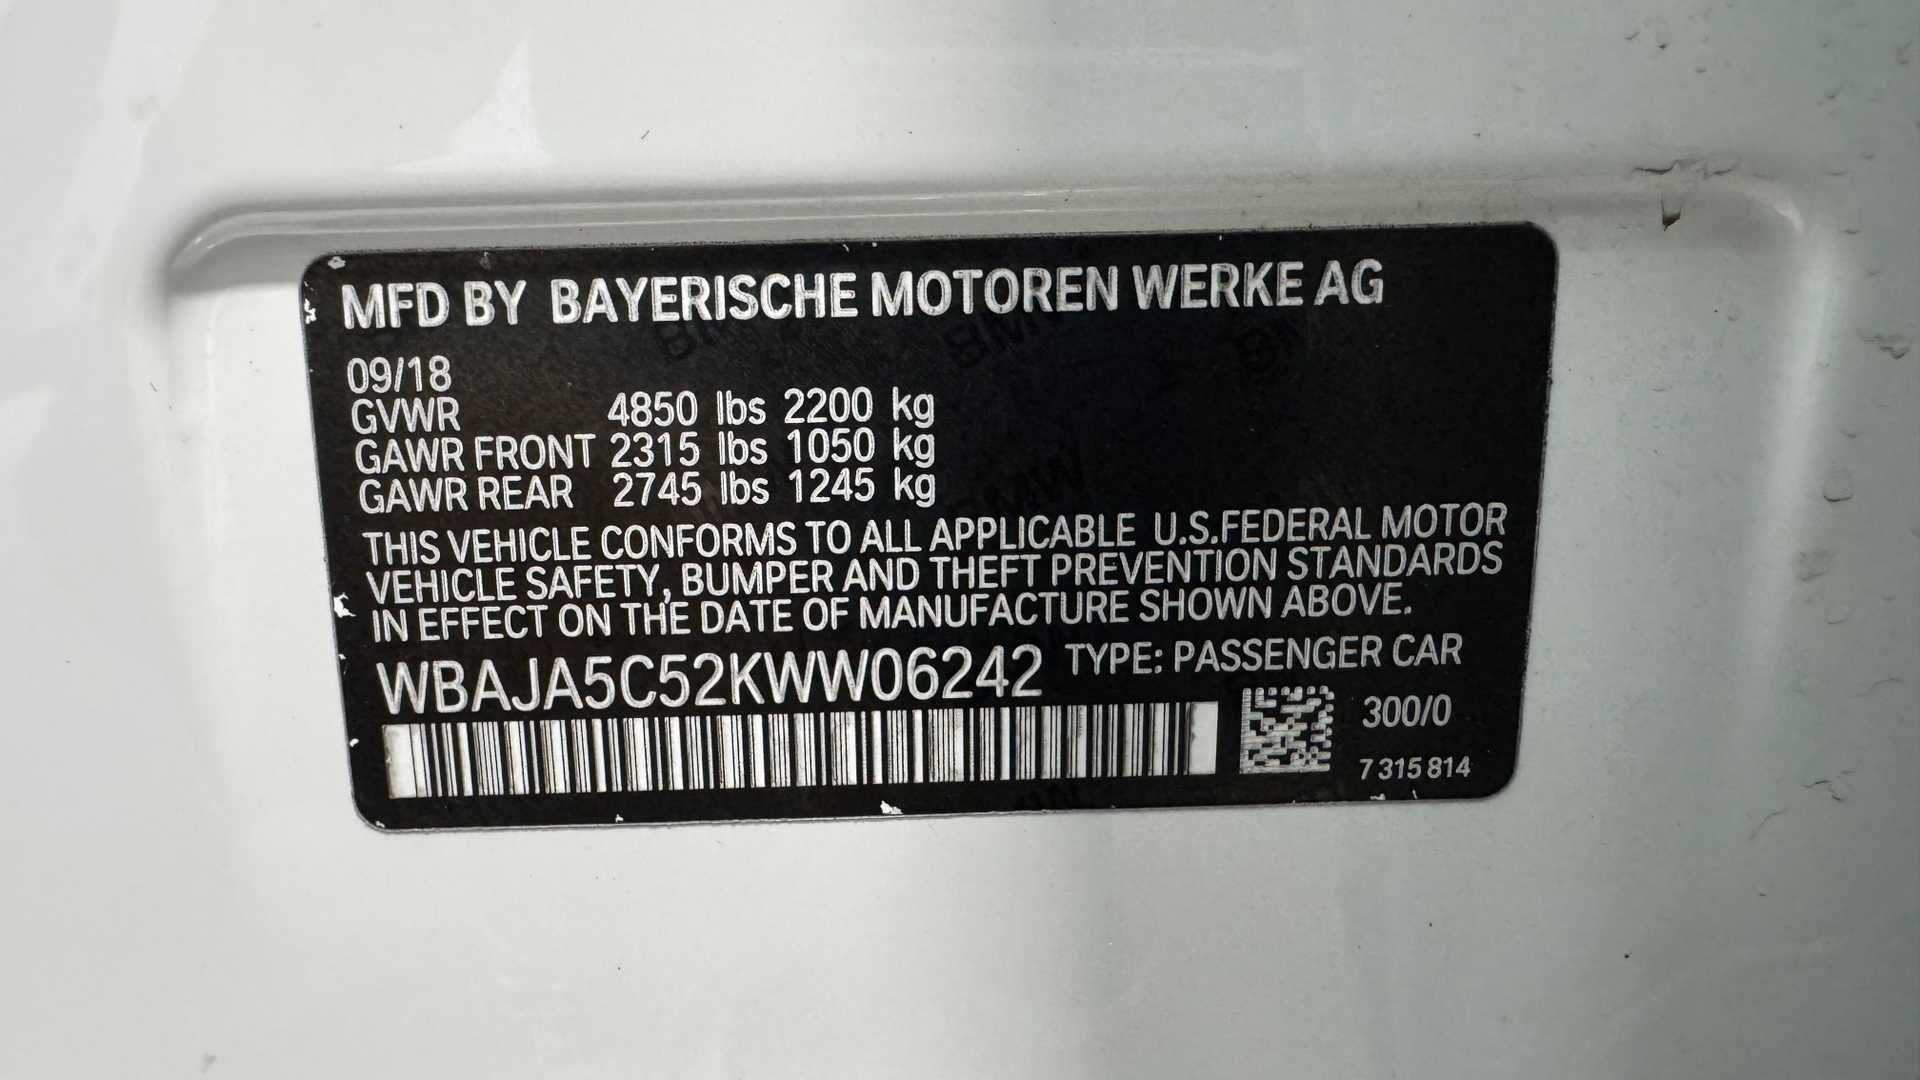 MFD BY BAYERISCHE MOTOREN WERKE AG
09/18
GVWR 4850 lbs 2200 kg
GAWR FRONT 2315 lbs 1050 kg
GAWR REAR 2745 lbs 1245 kg
THIS VEHICLE CONFORMS TO ALL APPLICABLE U.S.FEDERAL MOTOR
VEHICLE SAFETY, BUMPER AND THEFT PREVENTION STANDARDS
IN EFFECT ON THE DATE OF MANUFACTURE SHOWN ABOVE.
WBAJA5C52KWW06242 TYPE: PASSENGER CAR
300/0
7 315 814